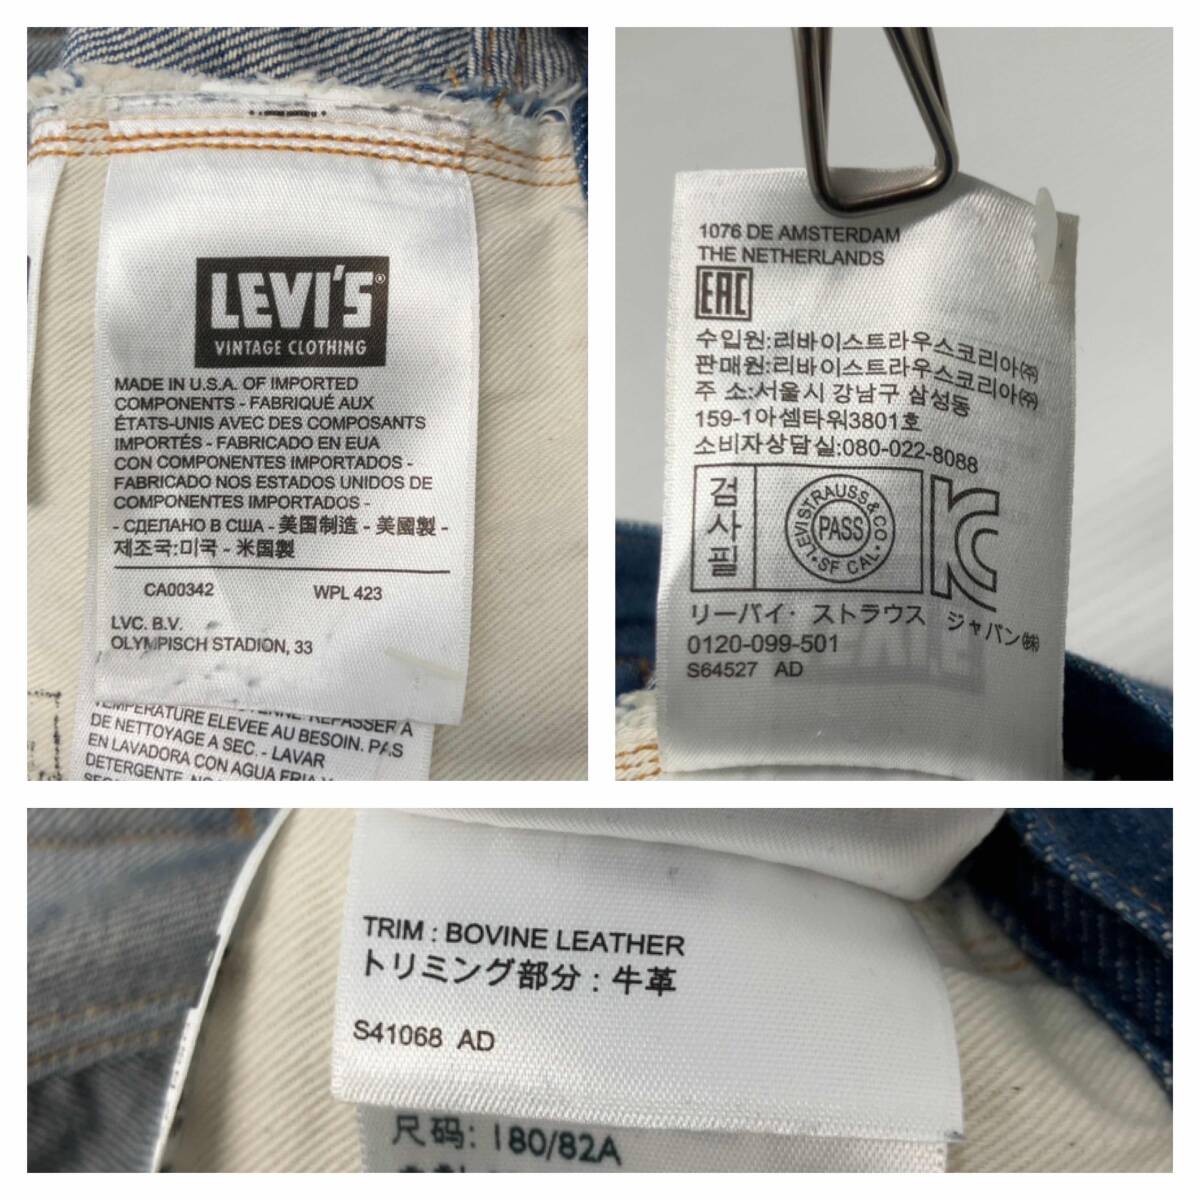 LEVI'S®
VINTAGE CLOTHING
MADE IN U.S.A. OF IMPORTED
COMPONENTS - FABRIQUÉ AUX
ÉTATS-UNIS AVEC DES COMPOSANTS
IMPORTÉS - FABRICADO EN EUA
CON COMPONENTES IMPORTADOS -
FABRICADO NOS ESTADOS UNIDOS DE
COMPONENTES IMPORTADOS -
- СДЕЛАНО В США - 美国制造 - 美國製 -
제조국:미국 - 米国製
CA00342 WPL 423
LVC. B.V.
OLYMPISCH STADION, 33
TEMPÉRATURE ELEVEE AU BESOIN. PAS
DE NETTOYAGE A SEC. - LAVAR
EN LAVADORA CON AGUA FRIA Y
DETERGENTE. NO
1076 DE AMSTERDAM
THE NETHERLANDS
EAC
수입원:리바이스트라우스코리아(주)
판매원:리바이스트라우스코리아(주)
주 소:서울시 강남구 삼성동
159-1아셈타워3801호
소비자상담실:080-022-8088
검사필
LEVI STRAUSS & CO
PASS
SF CAL
リーバイ・ストラウス ジャパン㈱
0120-099-501
S64527 AD
TRIM : BOVINE LEATHER
トリミング部分 : 牛革
S41068 AD
尺码: 180/82A